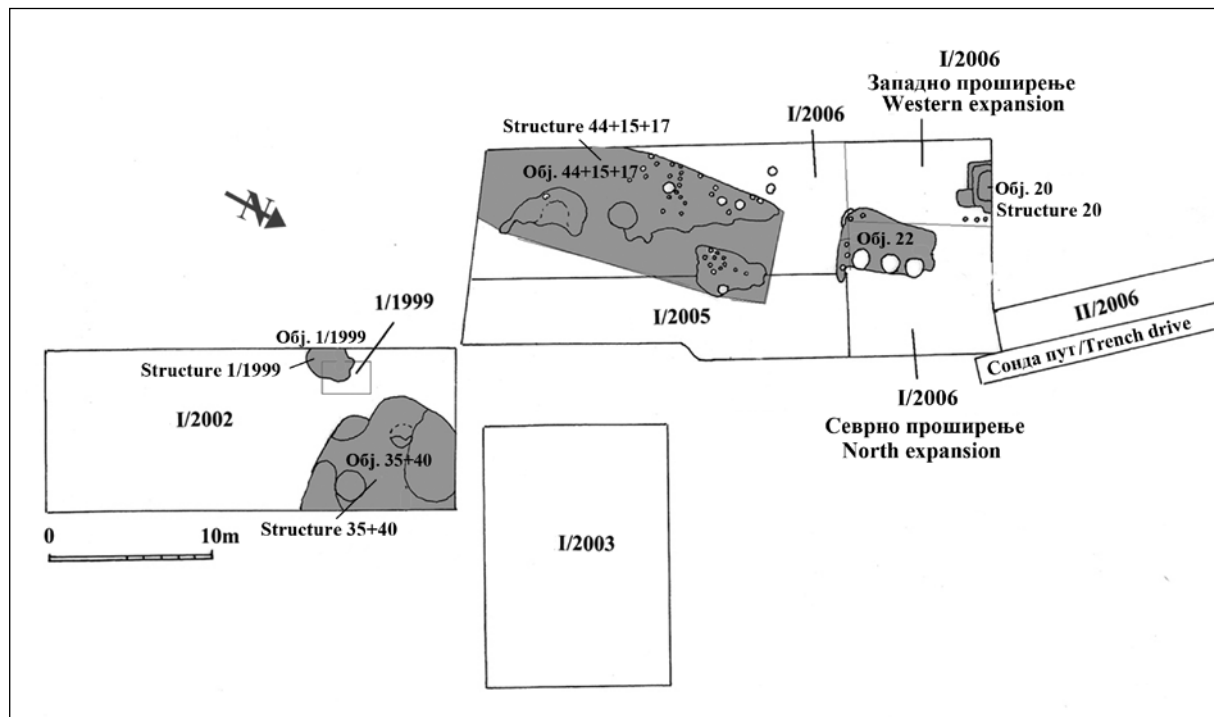 I/2006
Западно проширење
Western expansion
I/2006
Structure 44+15+17
Обј. 44+15+17
Обј. 20
Structure 20
N
Обј. 22
1/1999
I/2005
II/2006
Обј. 1/1999
Сонда пут/Trench drive
Structure 1/1999
I/2002
I/2006
Северно проширење
North expansion
Обј. 35+40
Structure 35+40
0 10m
I/2003